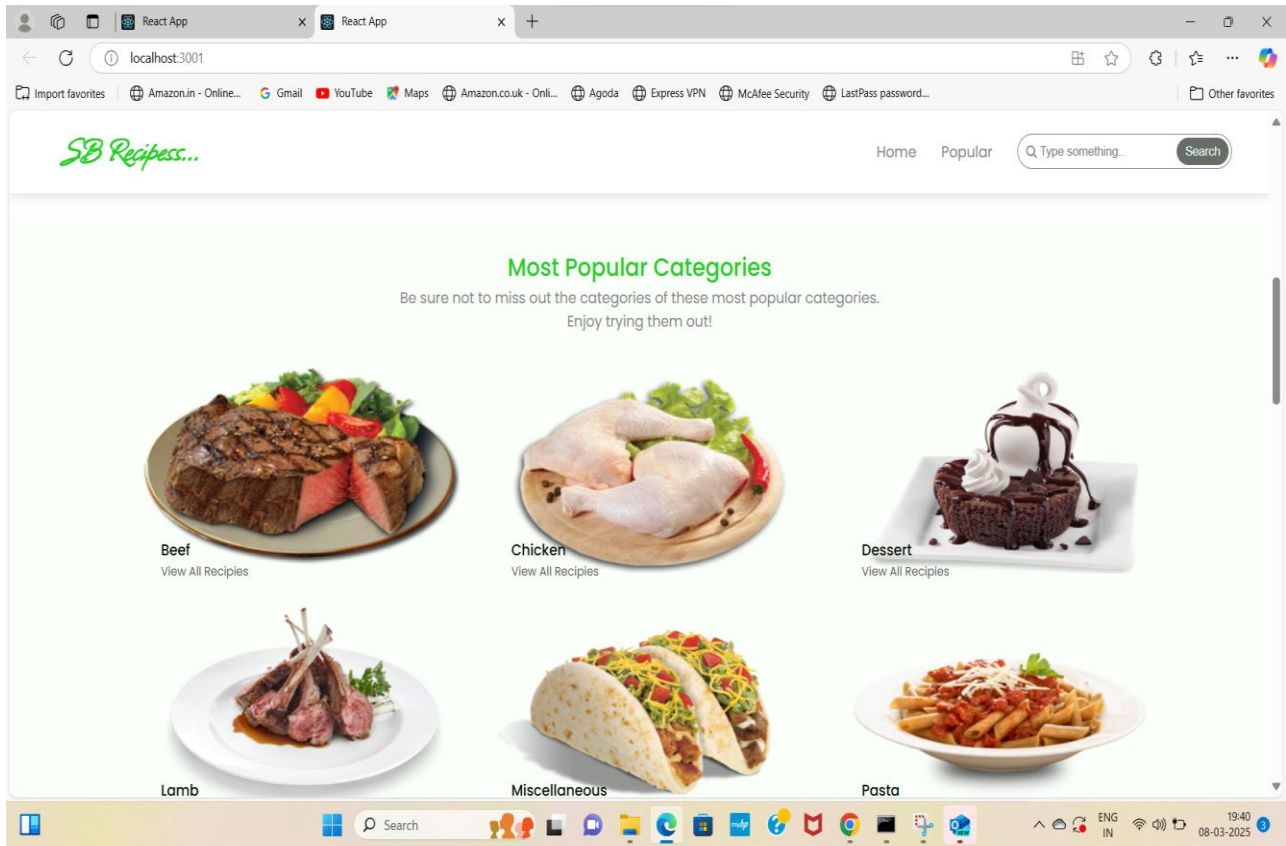 React App
React App
localhost:3001
Import favorites
Amazon.in - Online...
Gmail
YouTube
Maps
Amazon.co.uk - Onli...
Agoda
Express VPN
McAfee Security
LastPass password...
Other favorites
SB Recipess...
Home
Popular
Type something..
Search
Most Popular Categories
Be sure not to miss out the categories of these most popular categories.
Enjoy trying them out!
Beef
View All Recipies
Chicken
View All Recipies
Dessert
View All Recipies
Lamb
Miscellaneous
Pasta
Search
mdp
NEW
ENG
IN
19:40
08-03-2025
3